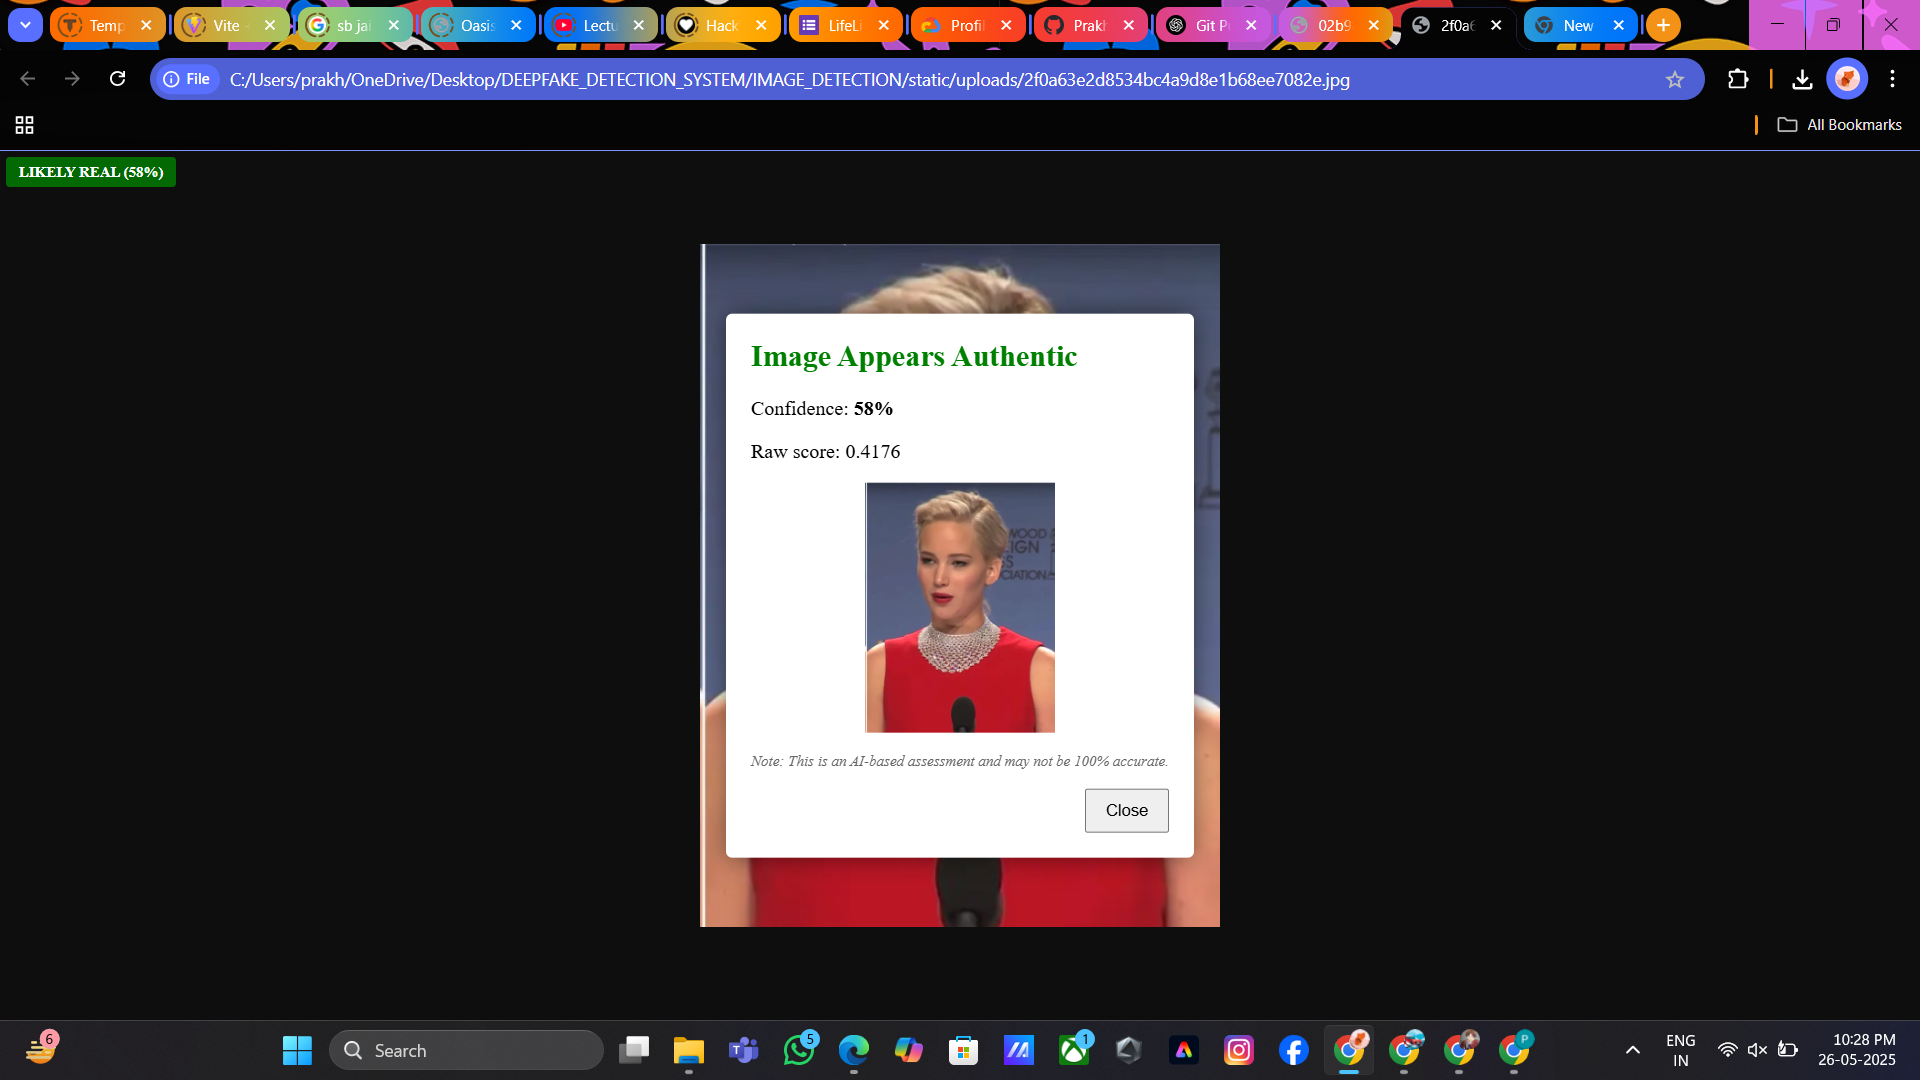 Temp
Vite
sb jai
Oasis
Lectu
Hack
LifeLi
Profil
Prakh
Git Po
02b9
2f0a6
New
File
C:/Users/prakh/OneDrive/Desktop/DEEPFAKE_DETECTION_SYSTEM/IMAGE_DETECTION/static/uploads/2f0a63e2d8534bc4a9d8e1b68ee7082e.jpg
All Bookmarks
LIKELY REAL (58%)
Image Appears Authentic
Confidence: 58%
Raw score: 0.4176
WOOD
EIGN
SS
CIATION
Note: This is an AI-based assessment and may not be 100% accurate.
Close
6
Search
5
1
P
ENG
IN
10:28 PM
26-05-2025